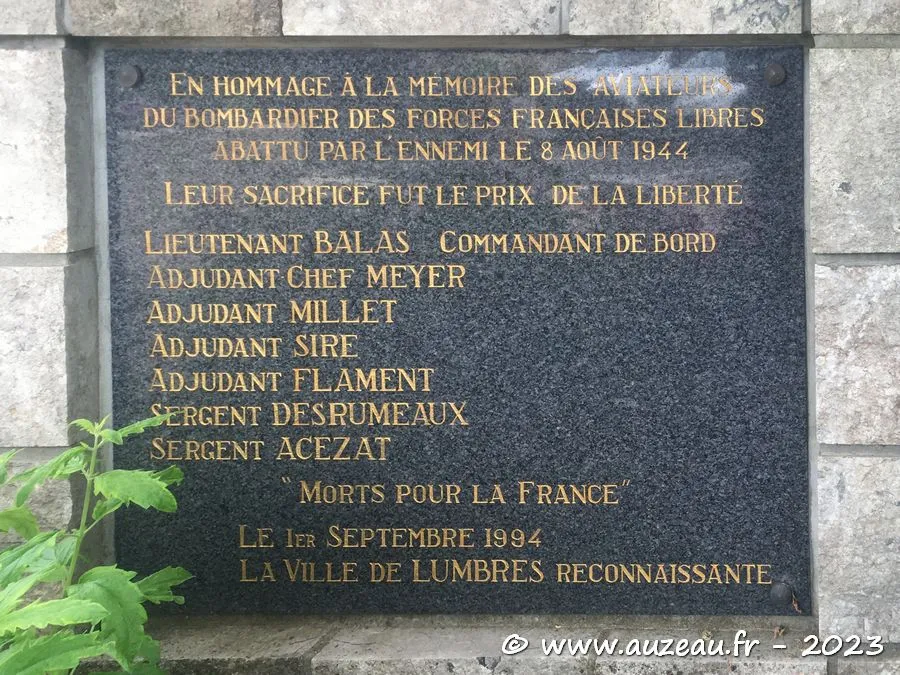 EN HOMMAGE À LA MÉMOIRE DES AVIATEURS
DU BOMBARDIER DES FORCES FRANÇAISES LIBRES
ABATTU PAR L'ENNEMI LE 8 AOÛT 1944
LEUR SACRIFICE FUT LE PRIX DE LA LIBERTÉ
LIEUTENANT BALAS COMMANDANT DE BORD
ADJUDANT CHEF MEYER
ADJUDANT MILLET
ADJUDANT SIRE
ADJUDANT FLAMENT
SERGENT DESRUMEAUX
SERGENT ACEZAT
"MORTS POUR LA FRANCE"
LE 1ER SEPTEMBRE 1994
LA VILLE DE LUMBRES RECONNAISSANTE
© www.auzeau.fr - 2023